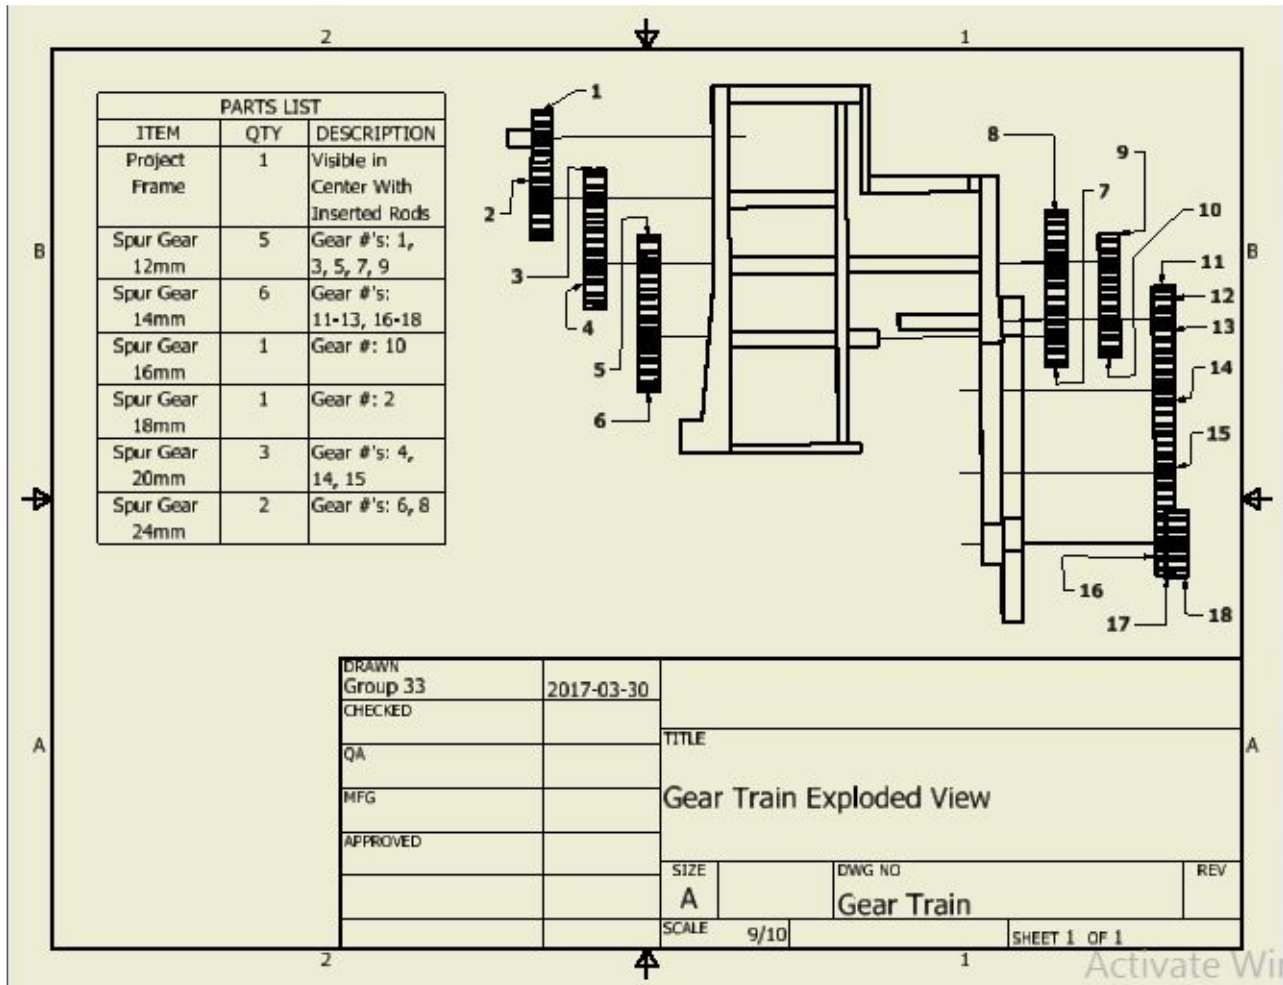 2
1
PARTS LIST
ITEM QTY DESCRIPTION
Project 1 Visible in
Frame Center With
Inserted Rods
Spur Gear 5 Gear #'s: 1,
12mm 3, 5, 7, 9
Spur Gear 6 Gear #'s:
14mm 11-13, 16-18
Spur Gear 1 Gear #: 10
16mm
Spur Gear 1 Gear #: 2
18mm
Spur Gear 3 Gear #'s: 4,
20mm 14, 15
Spur Gear 2 Gear #'s: 6, 8
24mm
1
2
3
4
5
6
8
9
7
10
11
12
13
14
15
16
17
18
B
B
A
A
DRAWN
Group 33 2017-03-30
CHECKED
QA
MFG
APPROVED
TITLE
Gear Train Exploded View
SIZE
A
DWG NO
Gear Train
REV
SCALE 9/10
SHEET 1 OF 1
2
1
Activate Wi